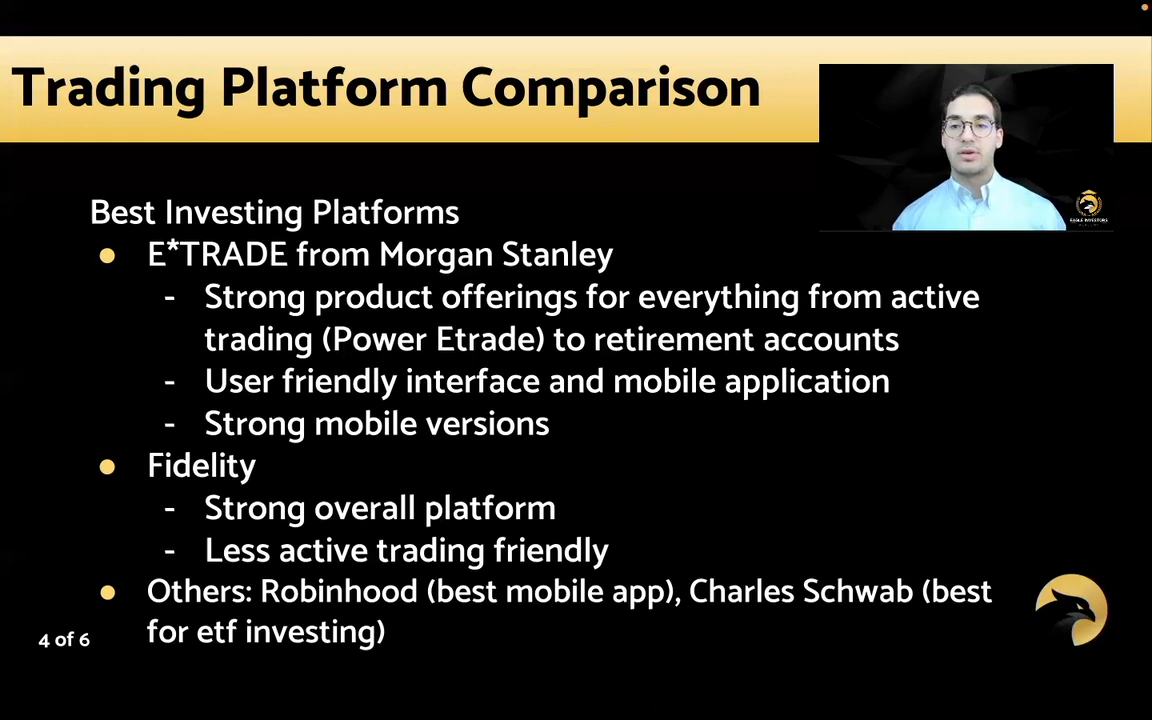 Trading Platform Comparison
EAGLE INVESTORS
Best Investing Platforms
● E*TRADE from Morgan Stanley
- Strong product offerings for everything from active
trading (Power Etrade) to retirement accounts
- User friendly interface and mobile application
- Strong mobile versions
● Fidelity
- Strong overall platform
- Less active trading friendly
● Others: Robinhood (best mobile app), Charles Schwab (best
for etf investing)
4 of 6